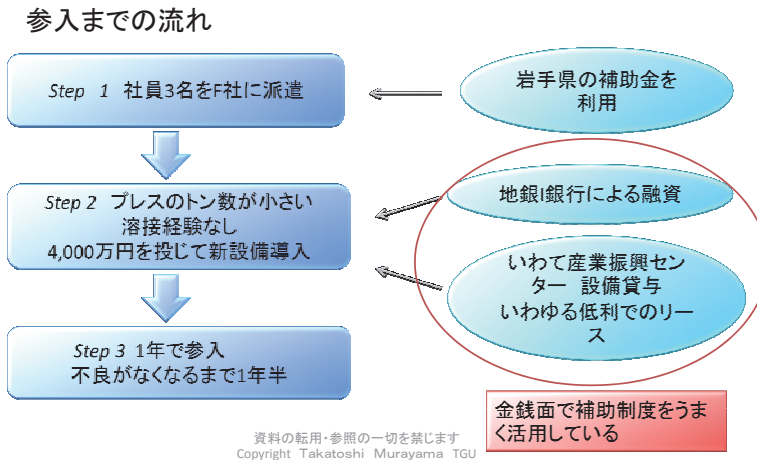 参入までの流れ
Step 1 社員3名をF社に派遣
岩手県の補助金を
利用
Step 2 プレスのトン数が小さい
溶接経験なし
4,000万円を投じて新設備導入
地銀I銀行による融資
いわて産業振興セン
ター 設備貸与
いわゆる低利でのリー
ス
Step 3 1年で参入
不良がなくなるまで1年半
金銭面で補助制度をうま
く活用している
資料の転用・参照の一切を禁じます
Copyright Takatoshi Murayama TGU